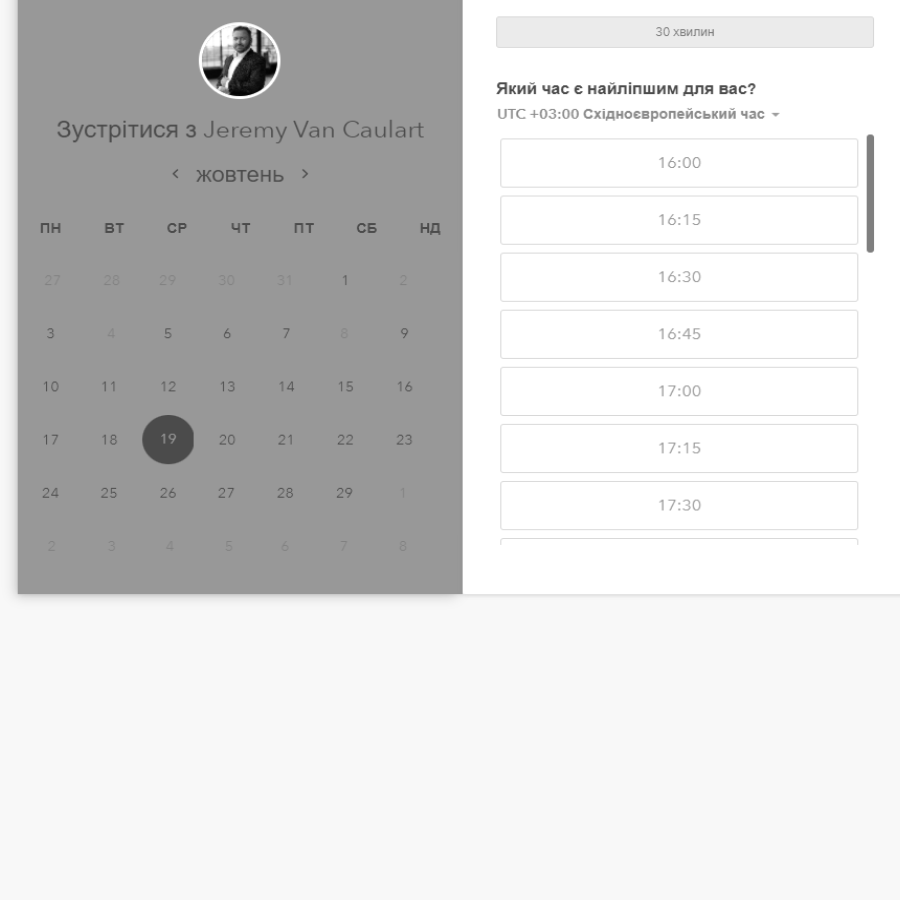 Зустрітися з Jeremy Van Caulart
жовтень
ПН ВТ СР ЧТ ПТ СБ НД
27 28 29 30 31 1 2
3 4 5 6 7 8 9
10 11 12 13 14 15 16
17 18 19 20 21 22 23
24 25 26 27 28 29 1
2 3 4 5 6 7 8
30 хвилин
Який час є найліпшим для вас?
UTC +03:00 Східноєвропейський час
16:00
16:15
16:30
16:45
17:00
17:15
17:30